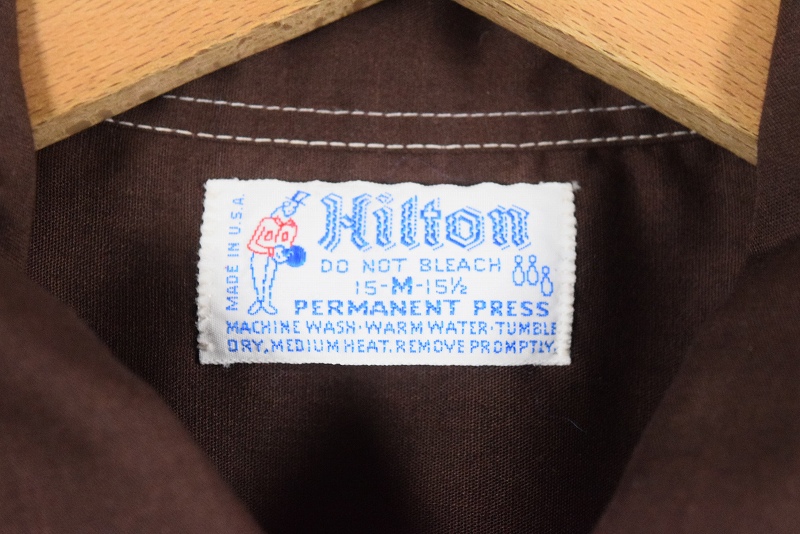 MADE IN U.S.A.
Hilton
DO NOT BLEACH
15-M-15½
PERMANENT PRESS
MACHINE WASH·WARM WATER·TUMBLE
DRY, MEDIUM HEAT. REMOVE PROMPTLY.